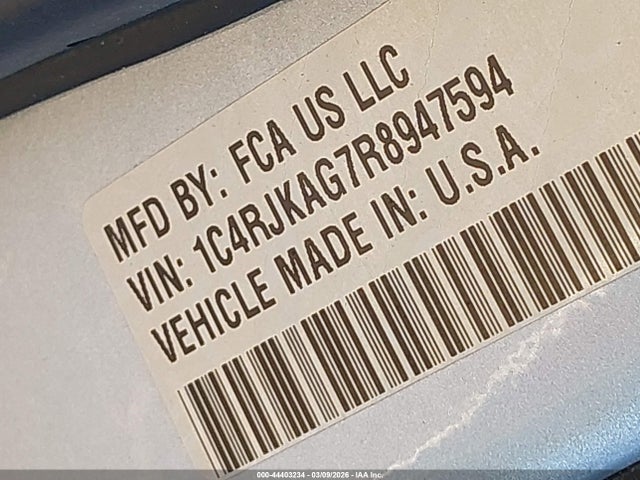 MFD BY: FCA US LLC
VIN: 1C4RJKAG7R8947594
VEHICLE MADE IN: U.S.A.
000-44403234 - 03/09/2026 - IAA Inc.